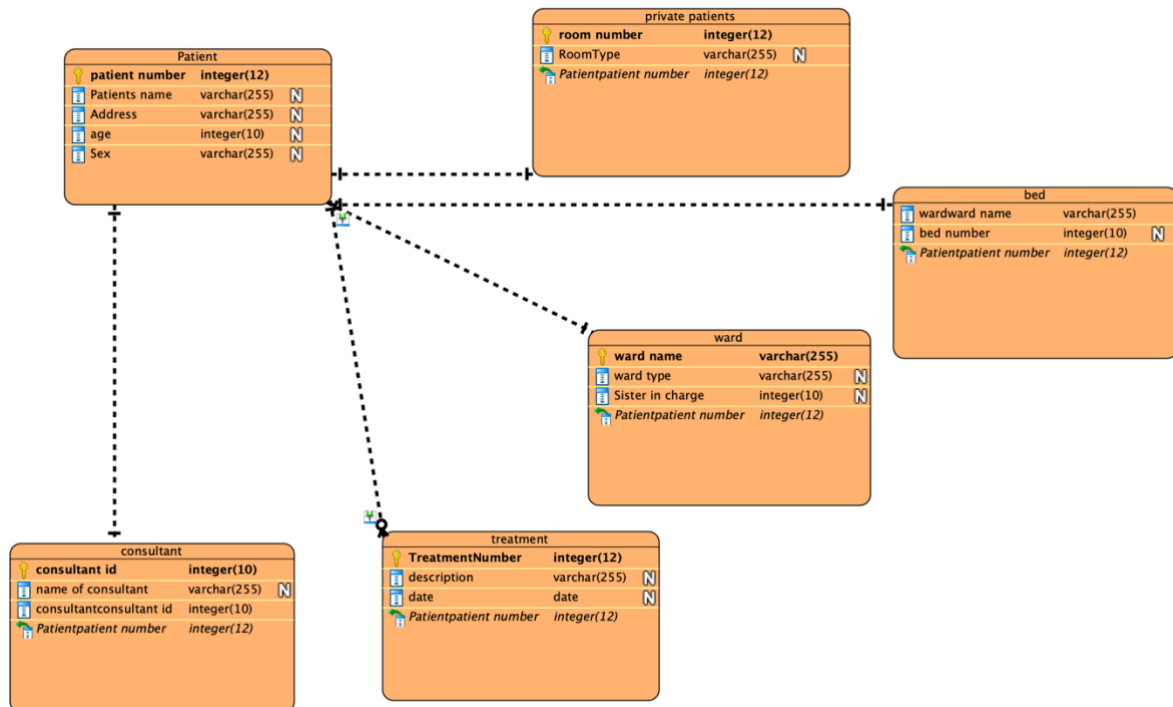 Patient
patient number integer(12)
Patients name varchar(255) N
Address varchar(255) N
age integer(10) N
Sex varchar(255) N
private patients
room number integer(12)
RoomType varchar(255) N
Patientpatient number integer(12)
bed
wardward name varchar(255)
bed number integer(10) N
Patientpatient number integer(12)
ward
ward name varchar(255)
ward type varchar(255) N
Sister in charge integer(10) N
Patientpatient number integer(12)
consultant
consultant id integer(10)
name of consultant varchar(255) N
consultantconsultant id integer(10)
Patientpatient number integer(12)
treatment
TreatmentNumber integer(12)
description varchar(255) N
date date N
Patientpatient number integer(12)